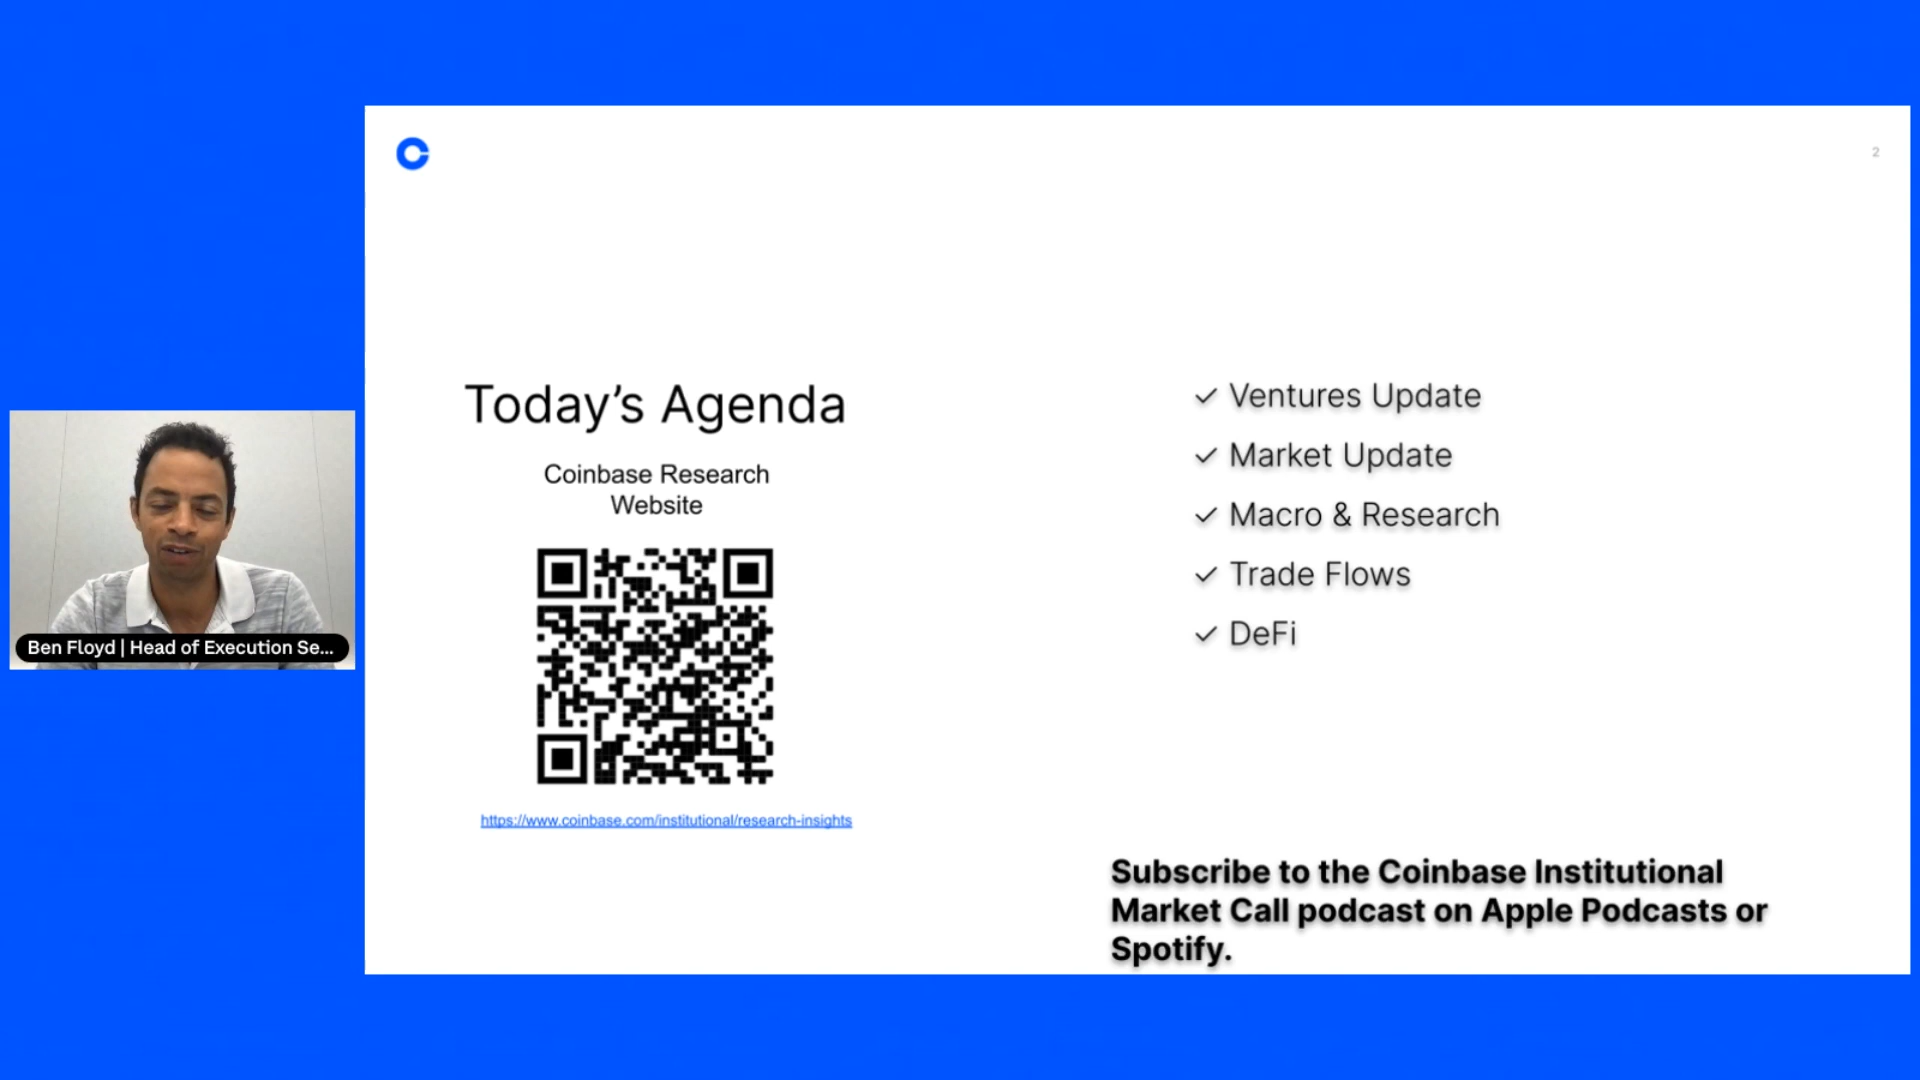 2
Today’s Agenda
Coinbase Research
Website
https://www.coinbase.com/institutional/research-insights
✓ Ventures Update
✓ Market Update
✓ Macro & Research
✓ Trade Flows
✓ DeFi
Subscribe to the Coinbase Institutional
Market Call podcast on Apple Podcasts or
Spotify.
Ben Floyd | Head of Execution Se...